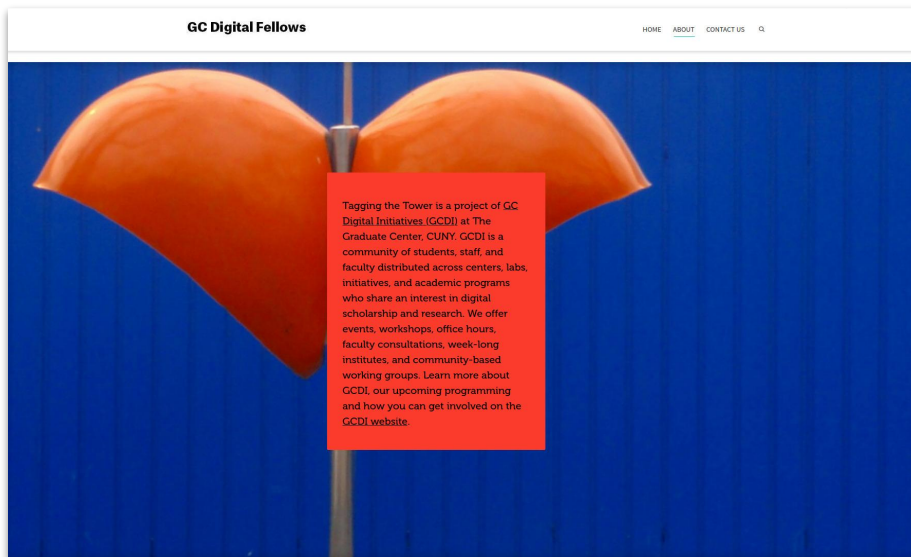 GC Digital Fellows
HOME ABOUT CONTACT US
Tagging the Tower is a project of GC
Digital Initiatives (GCDI) at The
Graduate Center, CUNY. GCDI is a
community of students, staff, and
faculty distributed across centers, labs,
initiatives, and academic programs
who share an interest in digital
scholarship and research. We offer
events, workshops, office hours,
faculty consultations, week-long
institutes, and community-based
working groups. Learn more about
GCDI, our upcoming programming
and how you can get involved on the
GCDI website.